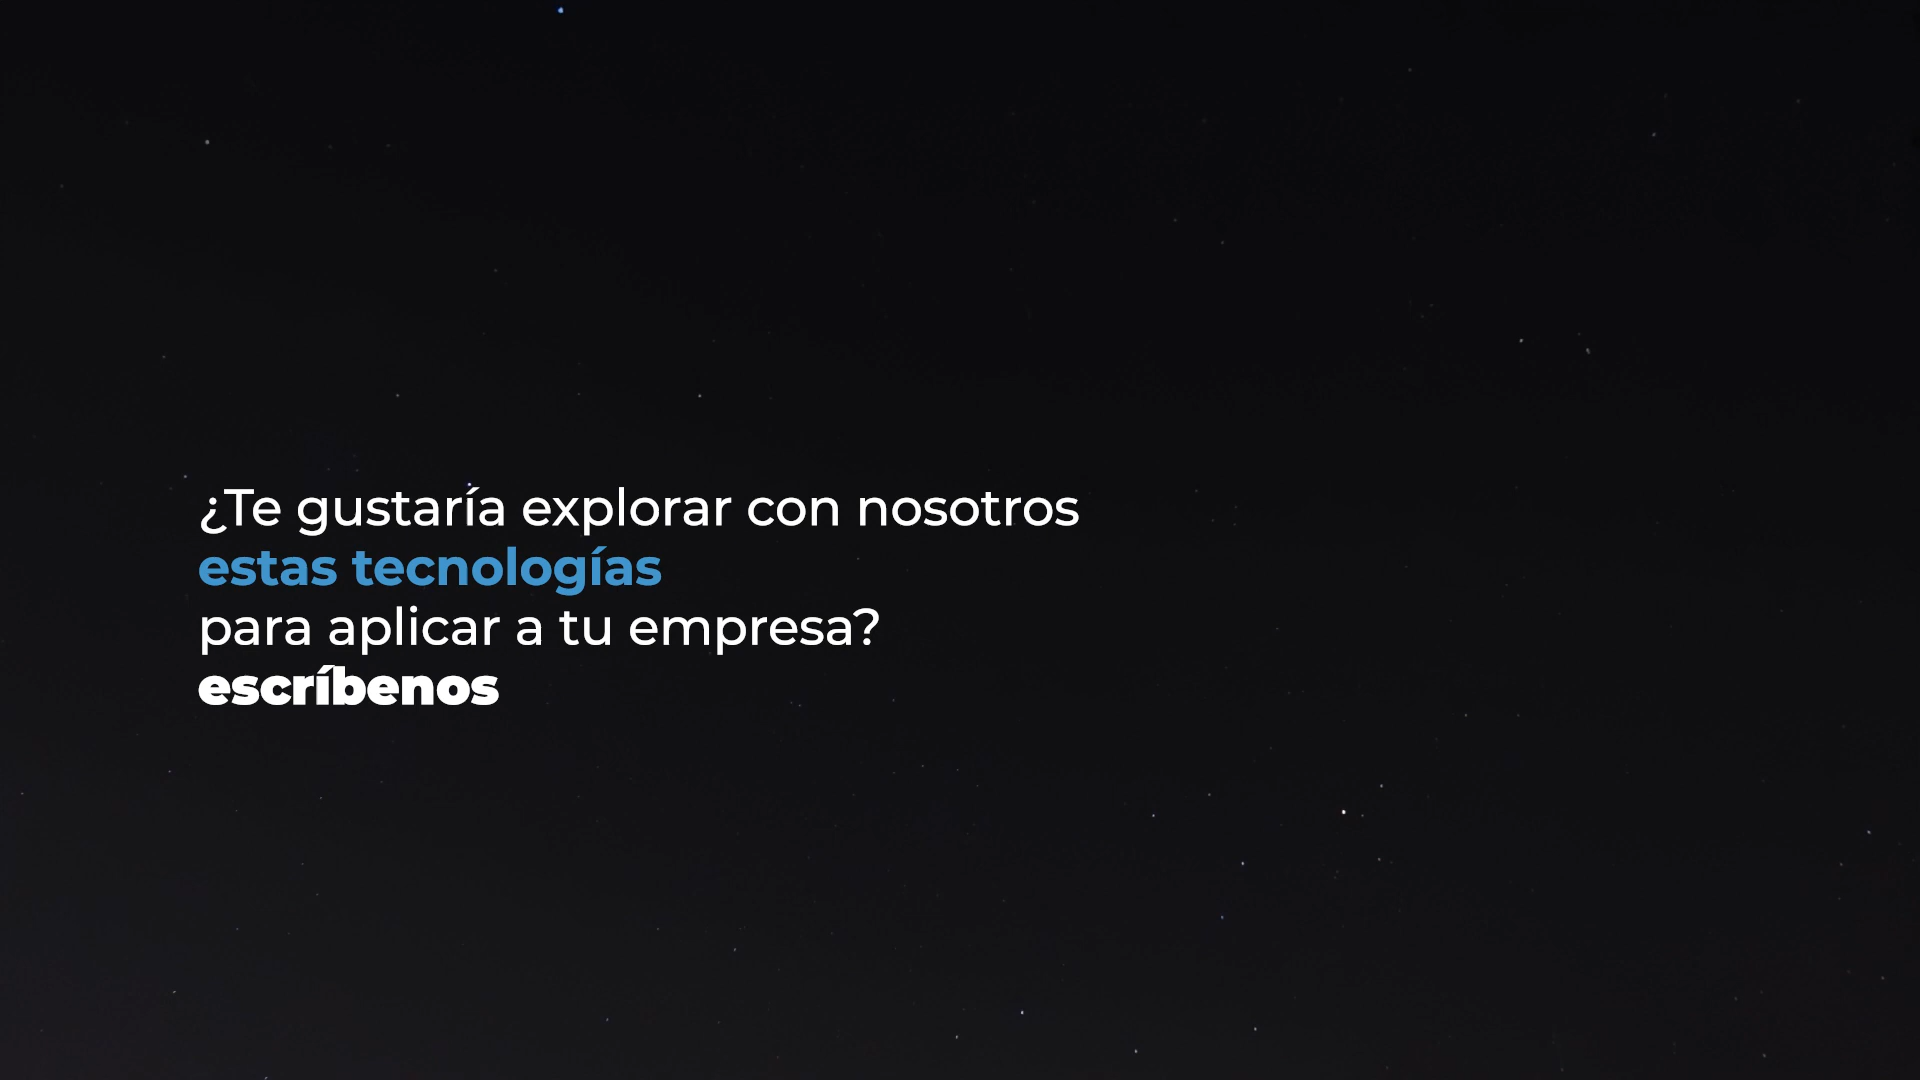 ¿Te gustaría explorar con nosotros
estas tecnologías
para aplicar a tu empresa?
escríbenos